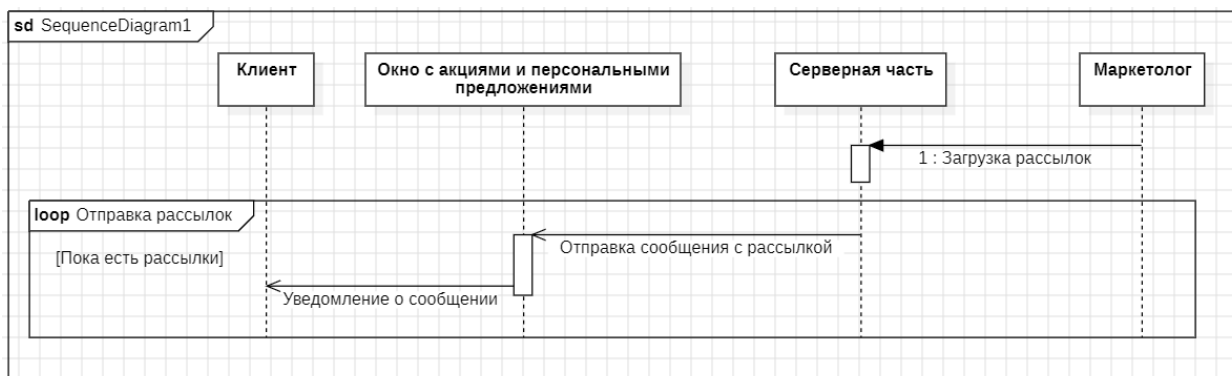 sd SequenceDiagram1
Клиент
Окно с акциями и персональными
предложениями
Серверная часть
Маркетолог
1 : Загрузка рассылок
loop Отправка рассылок
[Пока есть рассылки]
Отправка сообщения с рассылкой
Уведомление о сообщении